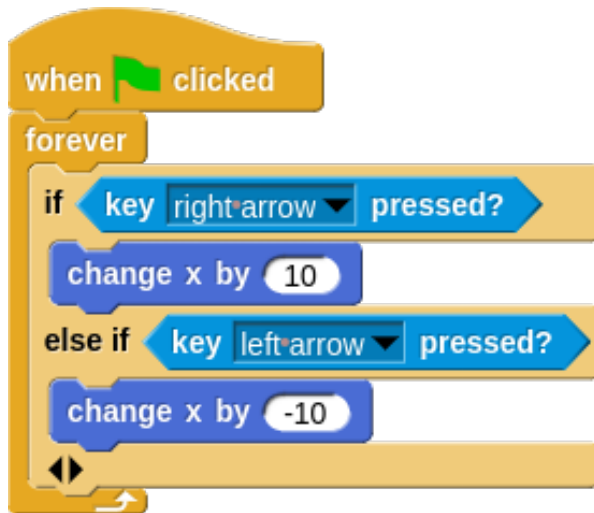 when clicked
forever
if key right arrow pressed?
change x by 10
else if key left arrow pressed?
change x by -10